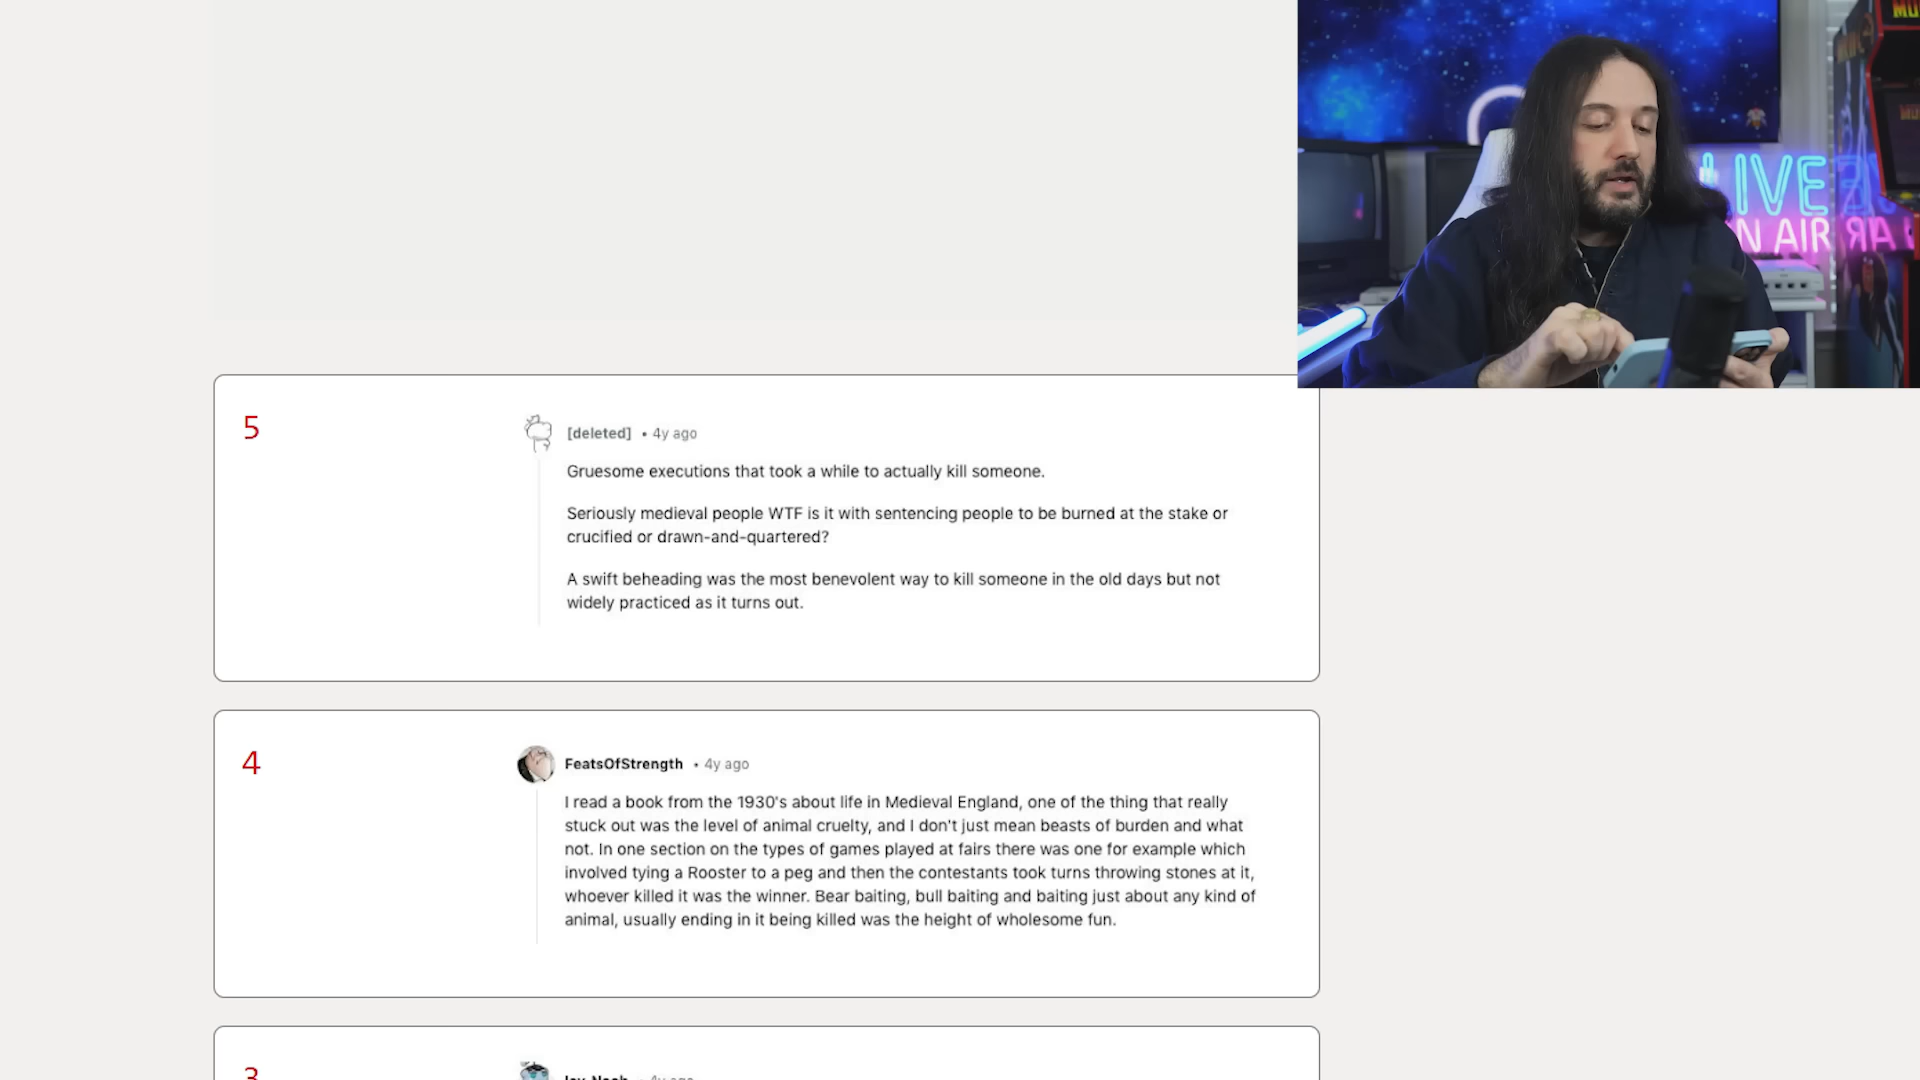 5
[deleted] • 4y ago
Gruesome executions that took a while to actually kill someone.
Seriously medieval people WTF is it with sentencing people to be burned at the stake or
crucified or drawn-and-quartered?
A swift beheading was the most benevolent way to kill someone in the old days but not
widely practiced as it turns out.
4
FeatsOfStrength • 4y ago
I read a book from the 1930's about life in Medieval England, one of the thing that really
stuck out was the level of animal cruelty, and I don't just mean beasts of burden and what
not. In one section on the types of games played at fairs there was one for example which
involved tying a Rooster to a peg and then the contestants took turns throwing stones at it,
whoever killed it was the winner. Bear baiting, bull baiting and baiting just about any kind of
animal, usually ending in it being killed was the height of wholesome fun.
3
4y ago
LIVE
N AIR